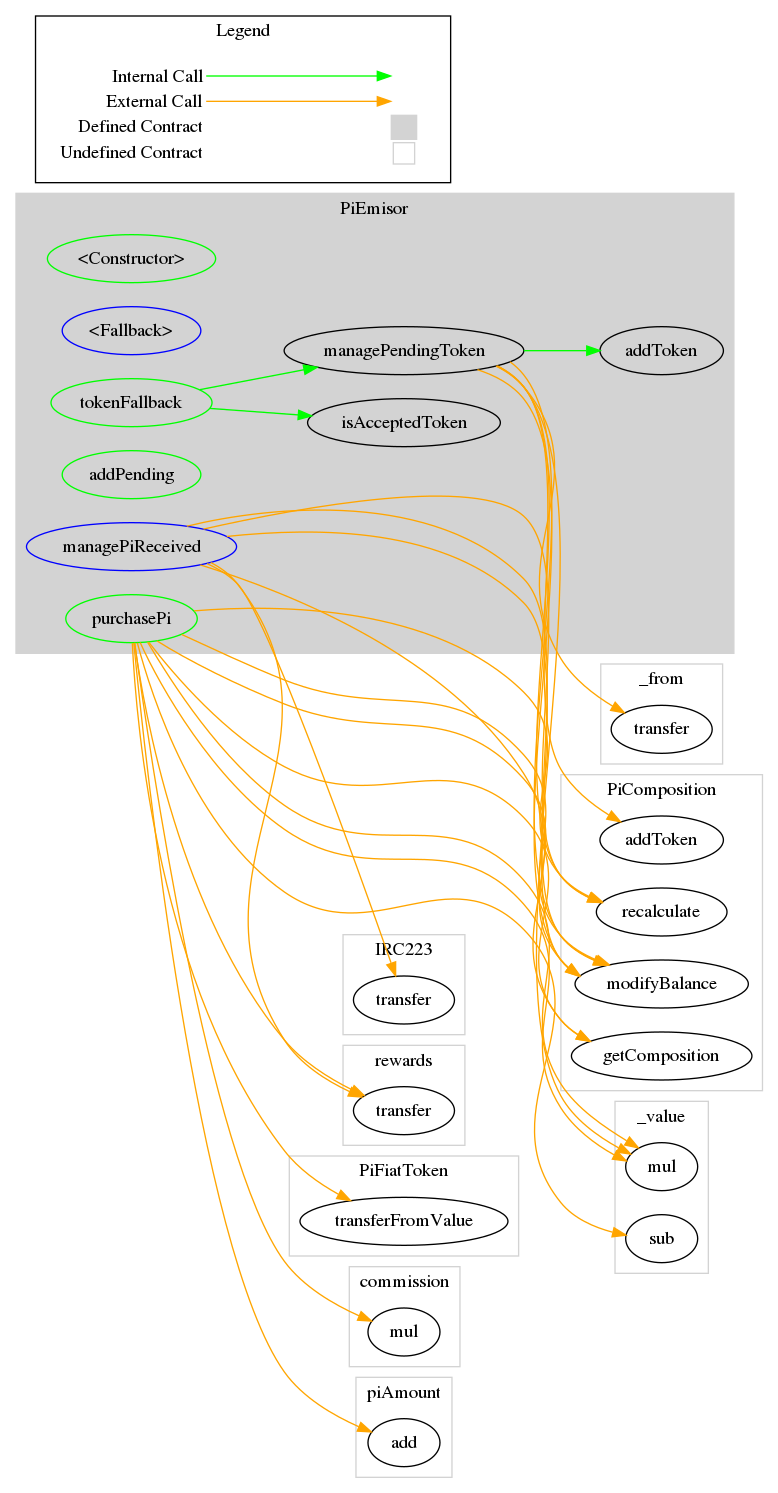 Legend
Internal Call
External Call
Defined Contract
Undefined Contract
PiEmisor
<Constructor>
<Fallback>
managePendingToken
addToken
tokenFallback
isAcceptedToken
addPending
managePiReceived
purchasePi
_from
transfer
PiComposition
addToken
recalculate
modifyBalance
getComposition
IRC223
transfer
rewards
transfer
_value
mul
sub
PiFiatToken
transferFromValue
commission
mul
piAmount
add